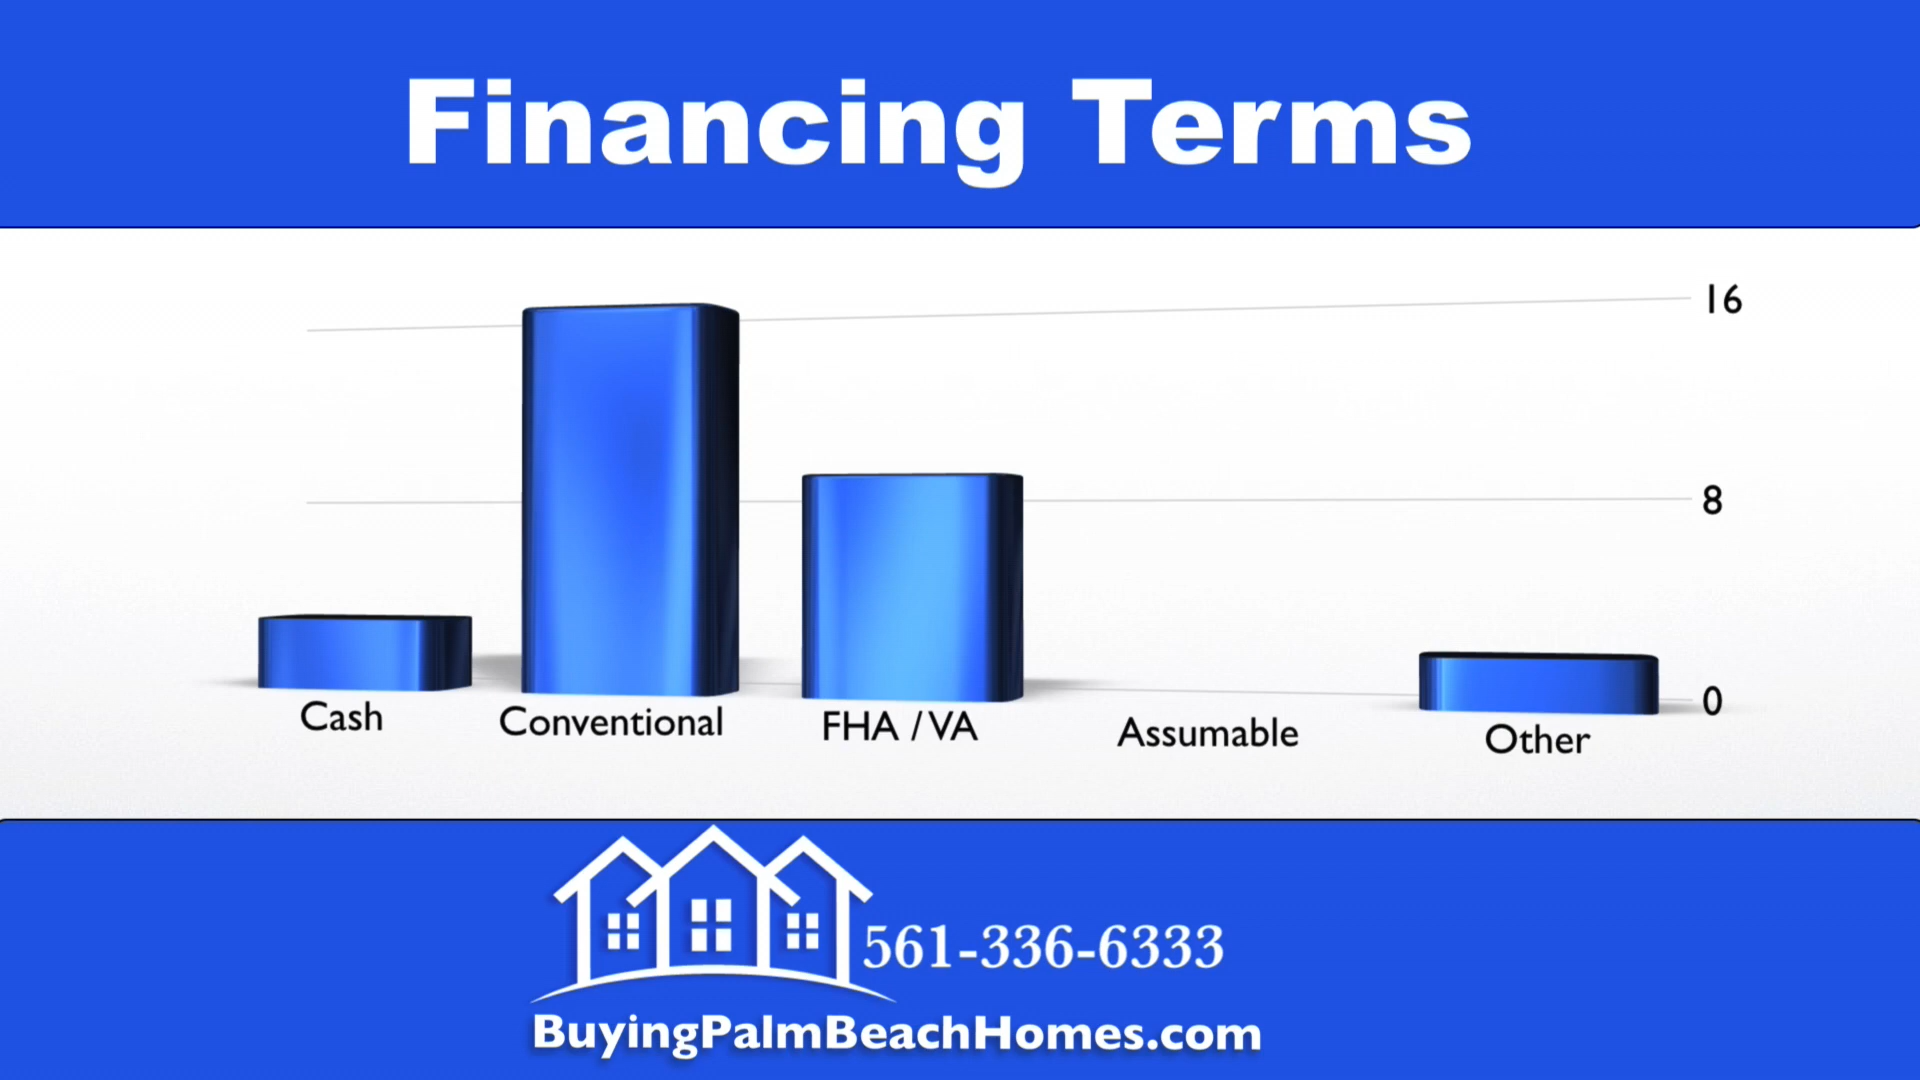 Financing Terms
16
8
0
Cash Conventional FHA / VA Assumable Other
561-336-6333
BuyingPalmBeachHomes.com